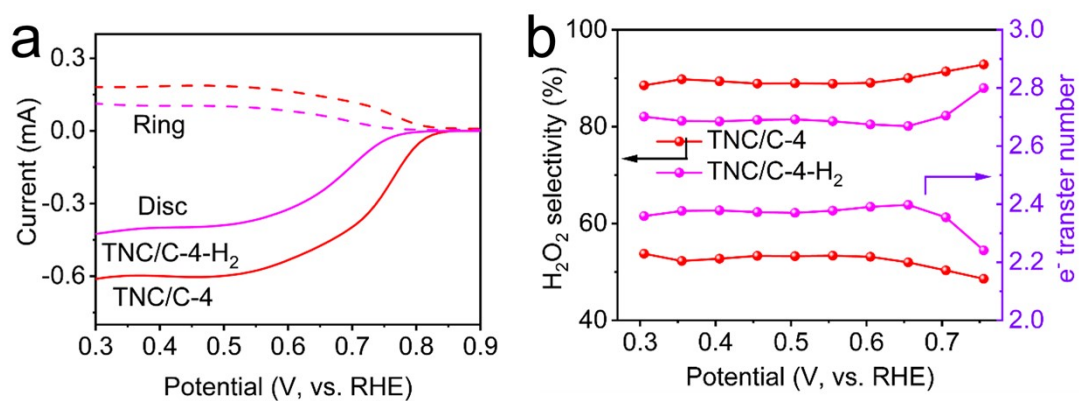 a
0.3
0.0
-0.3
-0.6
Current (mA)
Ring
Disc
TNC/C-4-H₂
TNC/C-4
0.3 0.4 0.5 0.6 0.7 0.8 0.9
Potential (V, vs. RHE)
b
100
80
60
40
H₂O₂ selectivity (%)
TNC/C-4
TNC/C-4-H₂
3.0
2.8
2.6
2.4
2.2
2.0
e⁻ transter number
0.3 0.4 0.5 0.6 0.7
Potential (V, vs. RHE)